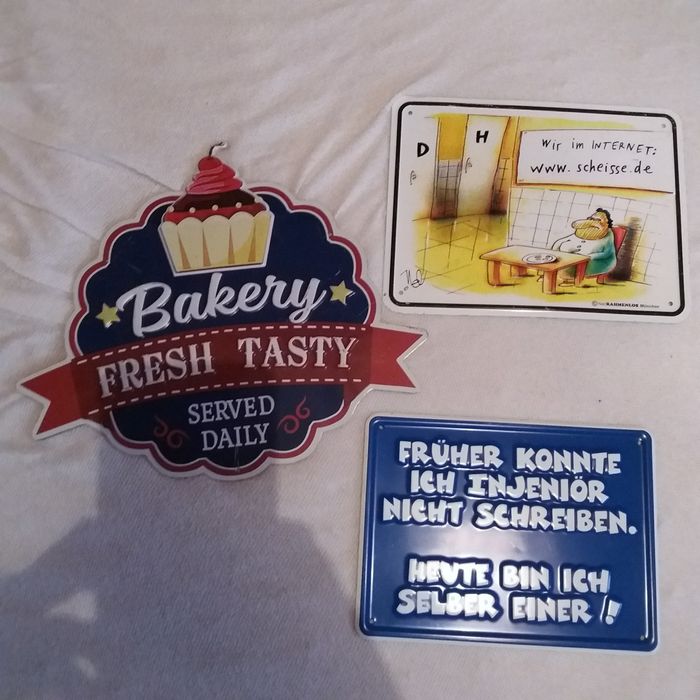 Bakery
FRESH TASTY
SERVED
DAILY
D
H
Wir im INTERNET:
www.scheisse.de
RAHMENLOS
FRÜHER KONNTE
ICH INJENIÖR
NICHT SCHREIBEN.
HEUTE BIN ICH
SELBER EINER!